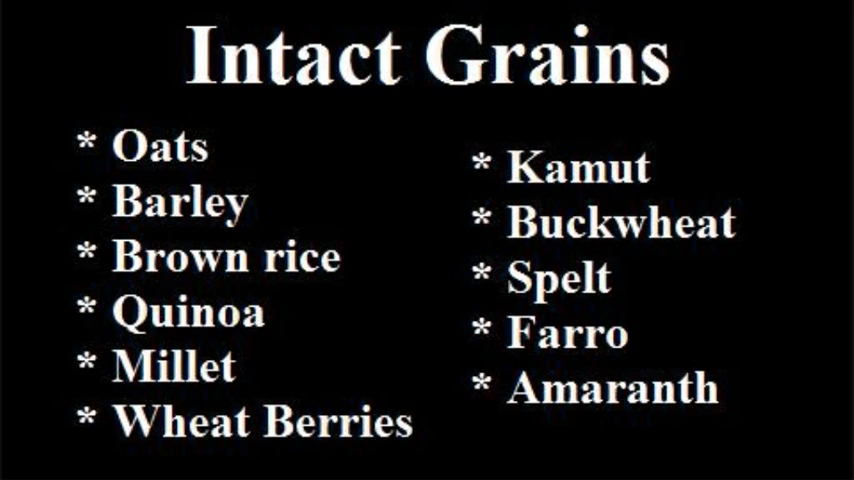 Intact Grains
* Oats
* Barley
* Brown rice
* Quinoa
* Millet
* Wheat Berries
* Kamut
* Buckwheat
* Spelt
* Farro
* Amaranth